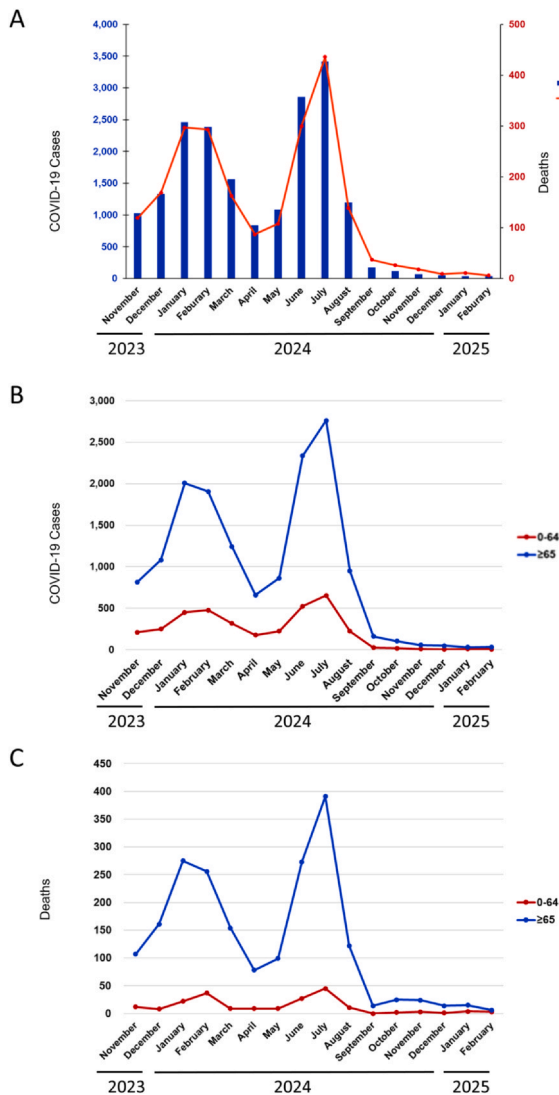 A
4,000
3,500
3,000
2,500
2,000
1,500
1,000
500
0
COVID-19 Cases
500
400
300
200
100
0
Deaths
November
December
January
Feburary
March
April
May
June
July
August
September
October
November
December
January
Feburary
2023
2024
2025
B
3,000
2,500
2,000
1,500
1,000
500
0
COVID-19 Cases
0-64
≥65
November
December
January
February
March
April
May
June
July
August
September
October
November
December
January
February
2023
2024
2025
C
450
400
350
300
250
200
150
100
50
0
Deaths
0-64
≥65
November
December
January
February
March
April
May
June
July
August
September
October
November
December
January
February
2023
2024
2025